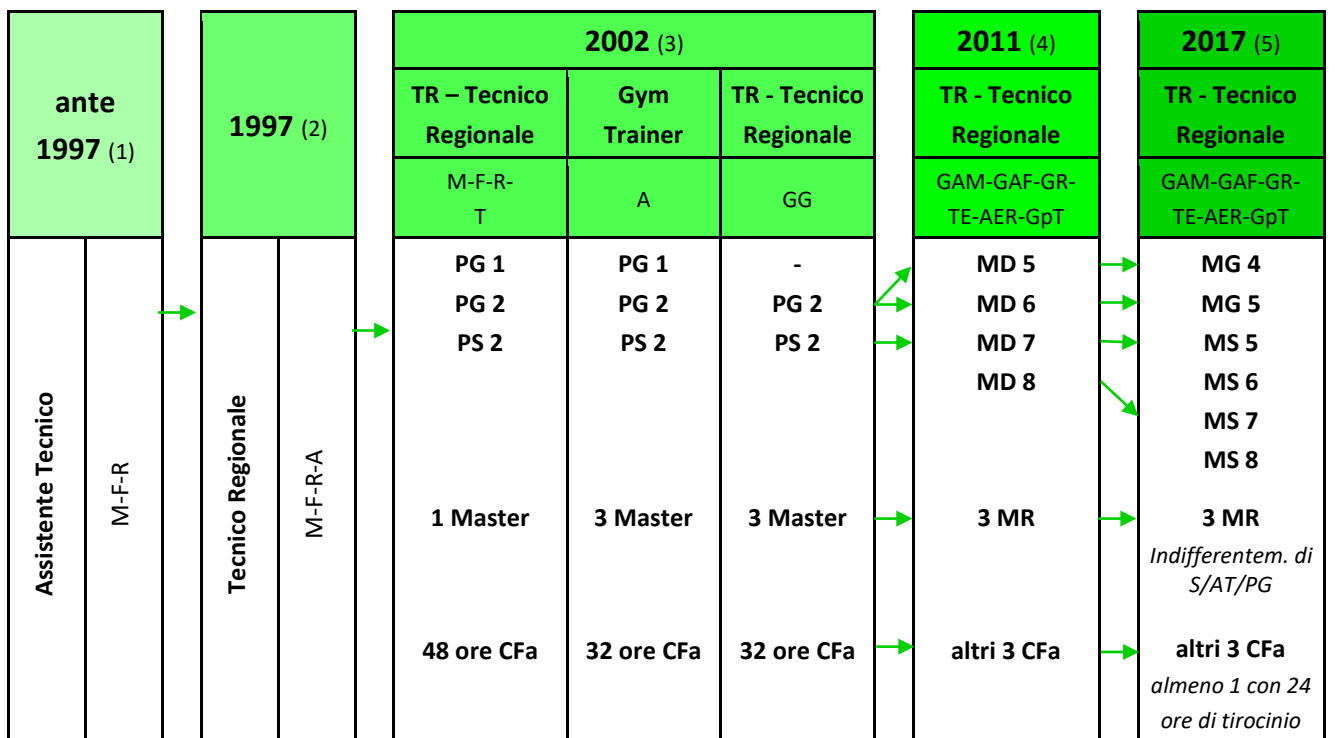 ante
1997 (1)
Assistente Tecnico
M-F-R
1997 (2)
Tecnico Regionale
M-F-R-A
2002 (3)
TR – Tecnico
Regionale
Gym
Trainer
TR - Tecnico
Regionale
M-F-R-
T
A
GG
PG 1
PG 1
-
PG 2
PG 2
PG 2
PS 2
PS 2
PS 2
1 Master
3 Master
3 Master
48 ore CFa
32 ore CFa
32 ore CFa
2011 (4)
TR - Tecnico
Regionale
GAM-GAF-GR-
TE-AER-GpT
MD 5
MD 6
MD 7
MD 8
3 MR
altri 3 CFa
2017 (5)
TR - Tecnico
Regionale
GAM-GAF-GR-
TE-AER-GpT
MG 4
MG 5
MS 5
MS 6
MS 7
MS 8
3 MR
Indifferentem. di
S/AT/PG
altri 3 CFa
almeno 1 con 24
ore di tirocinio